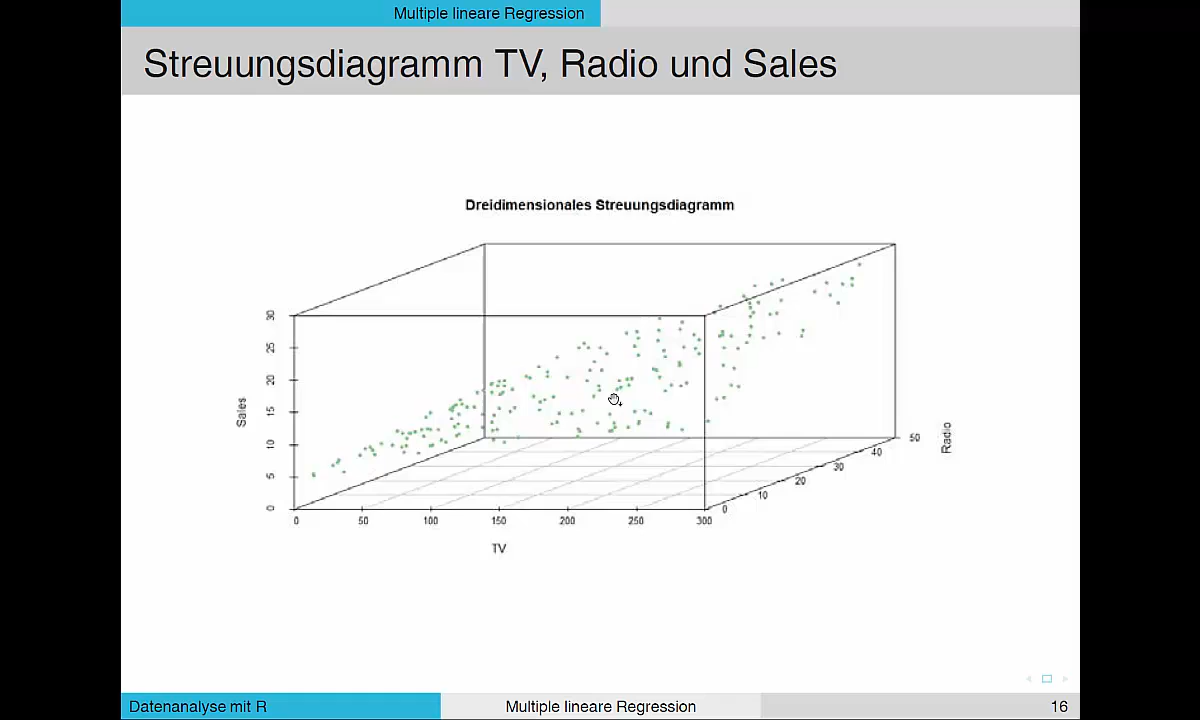 Multiple lineare Regression
Streuungsdiagramm TV, Radio und Sales
Dreidimensionales Streuungsdiagramm
30
25
20
15
10
5
0
Sales
0 50 100 150 200 250 300
TV
0
10
20
30
40
50
Radio
Datenanalyse mit R
Multiple lineare Regression
16